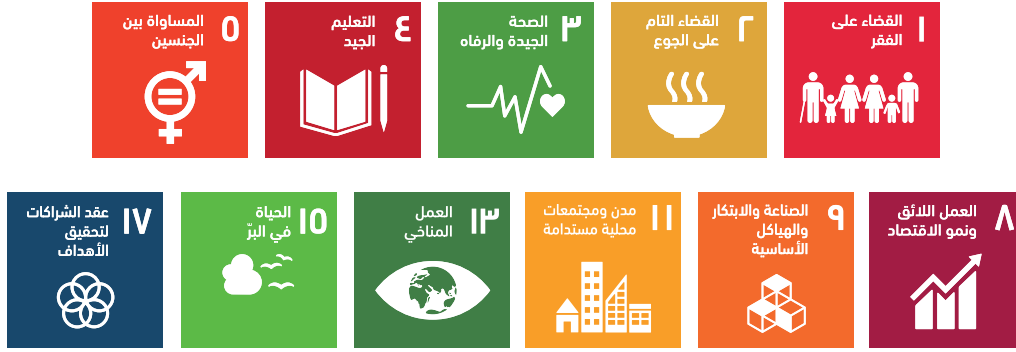 ١ القضاء على
الفقر
٢ القضاء التام
على الجوع
٣ الصحة
الجيدة والرفاه
٤ التعليم
الجيد
٥ المساواة بين
الجنسين
٨ العمل اللائق
ونمو الاقتصاد
٩ الصناعة والابتكار
والهياكل
الأساسية
١١ مدن ومجتمعات
محلية مستدامة
١٣ العمل
المناخي
١٥ الحياة
في البرّ
١٧ عقد الشراكات
لتحقيق
الأهداف